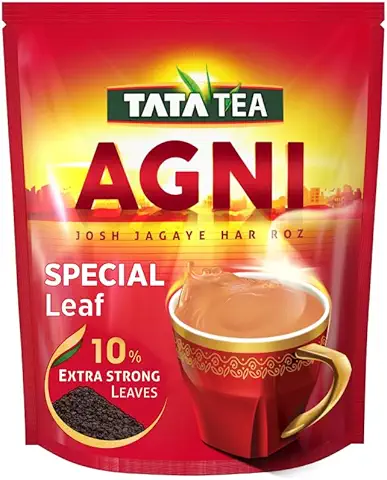 TATA TEA
AGNI
JOSH JAGAYE HAR ROZ
SPECIAL
Leaf
10%
EXTRA STRONG
LEAVES